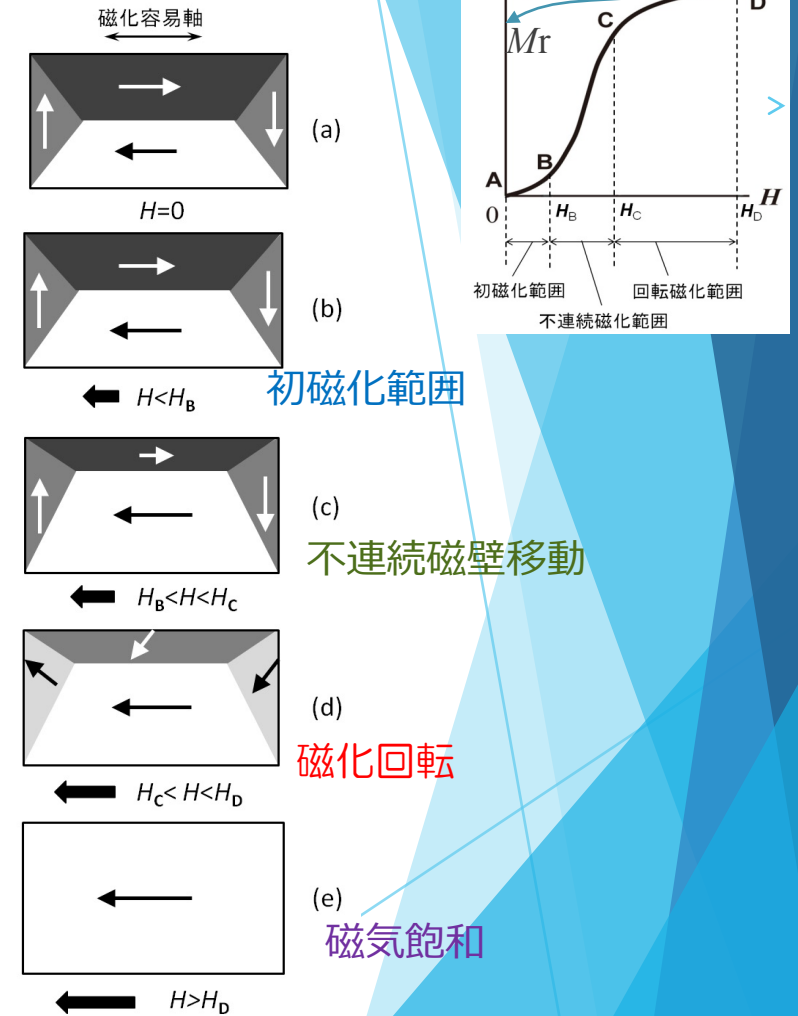 磁化容易軸
(a)
H=0
(b)
H<HB
初磁化範囲
(c)
不連続磁壁移動
HB<H<HC
(d)
磁化回転
HC< H<HD
(e)
磁気飽和
H>HD
D
C
Mr
B
A
0
HB
HC
HD
H
初磁化範囲
回転磁化範囲
不連続磁化範囲